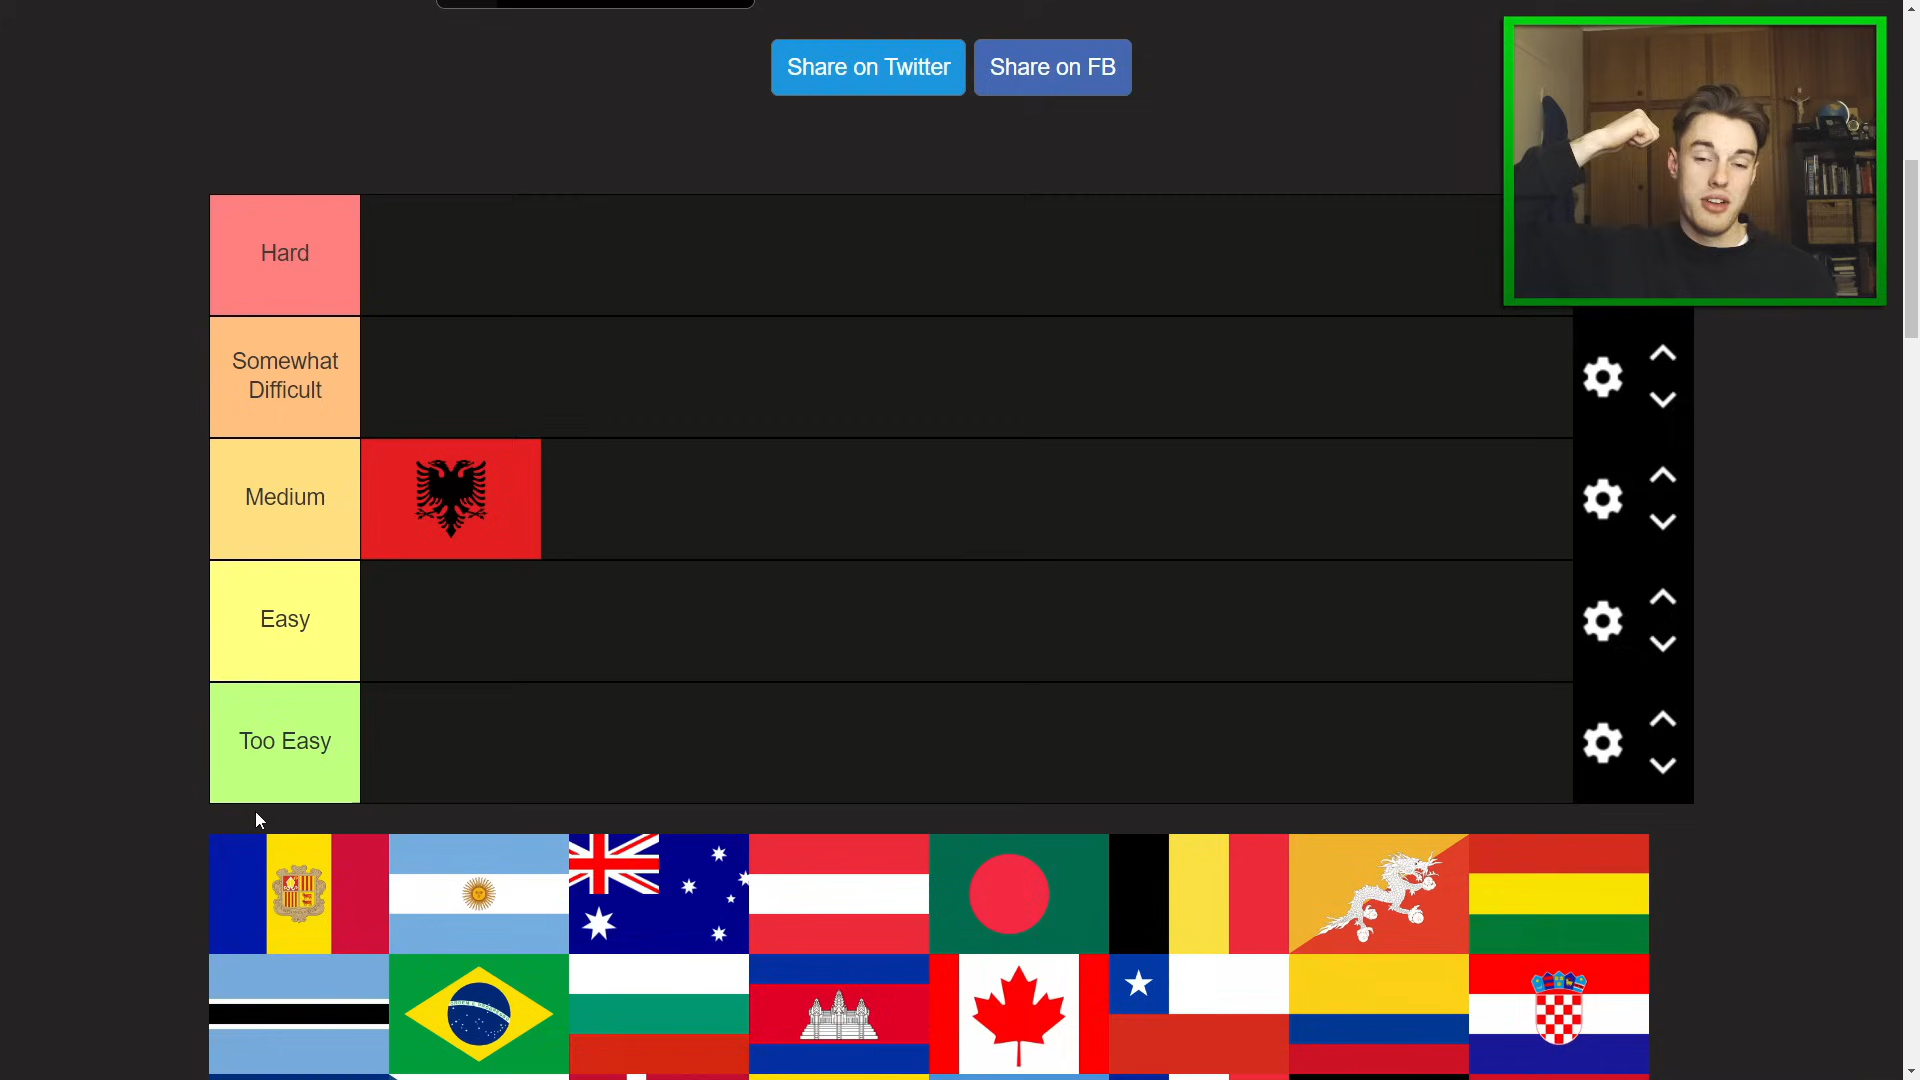 Share on Twitter
Share on FB
Hard
Somewhat
Difficult
Medium
Easy
Too Easy